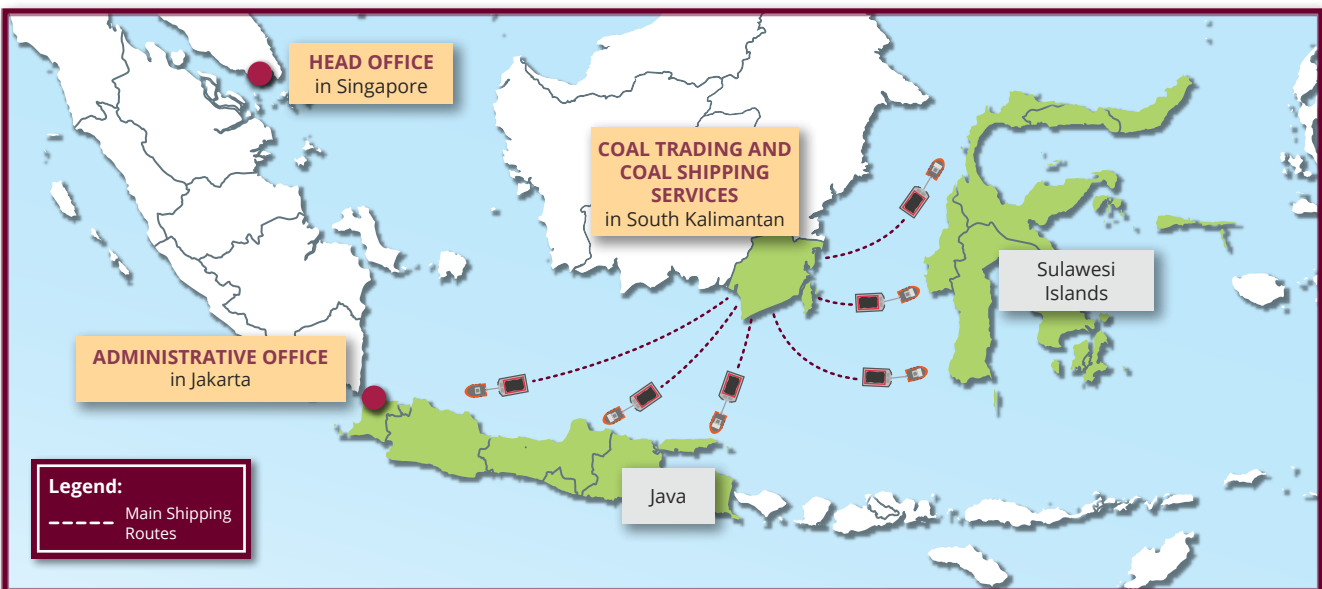 HEAD OFFICE
in Singapore
COAL TRADING AND
COAL SHIPPING
SERVICES
in South Kalimantan
Sulawesi
Islands
ADMINISTRATIVE OFFICE
in Jakarta
Java
Legend:
Main Shipping
Routes